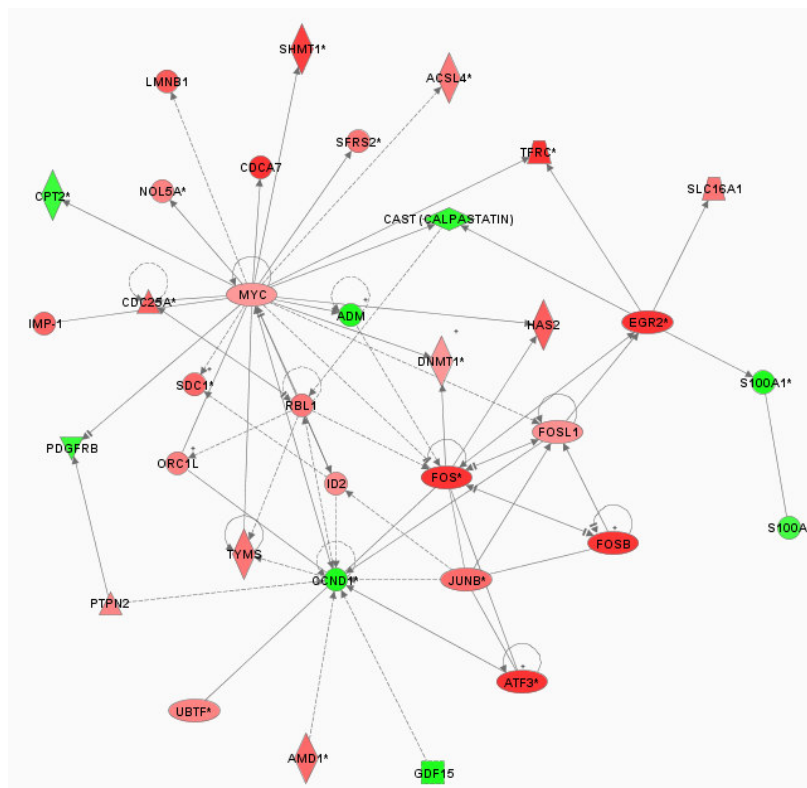 SHMT1*
LMNB1
ACSL4*
SFRS2*
TFRC*
CDCA7
NOL5A*
CPT2*
SLC16A1
CAST (CALPASTATIN)
MYC
CDC25A*
ADM
IMP-1
HAS2
EGR2*
DNMT1*
SDC1*
S100A1*
RBL1
FOSL1
PDGFRB
ORC1L
FOS*
ID2
S100A
FOSB
TYMS
CCND1*
JUNB*
PTPN2
ATF3*
UBTF*
AMD1*
GDF15